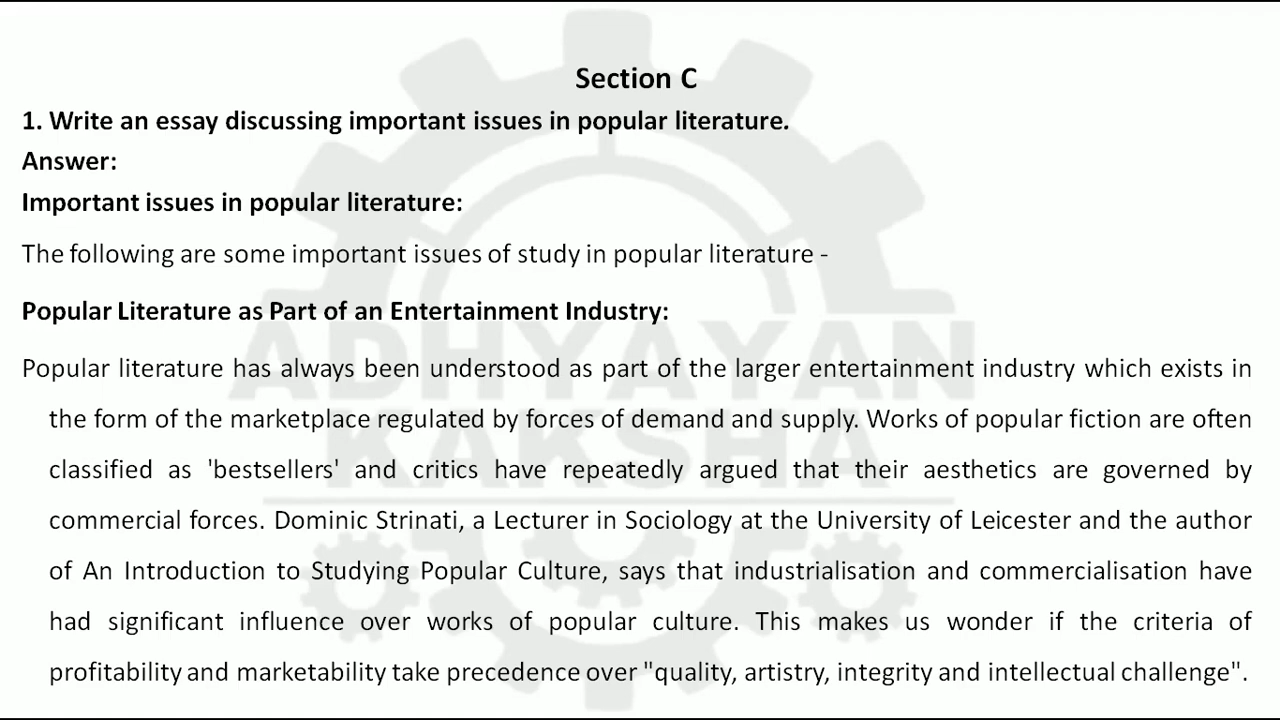 Section C
1. Write an essay discussing important issues in popular literature.
Answer:
Important issues in popular literature:
The following are some important issues of study in popular literature -
Popular Literature as Part of an Entertainment Industry:
Popular literature has always been understood as part of the larger entertainment industry which exists in
the form of the marketplace regulated by forces of demand and supply. Works of popular fiction are often
classified as 'bestsellers' and critics have repeatedly argued that their aesthetics are governed by
commercial forces. Dominic Strinati, a Lecturer in Sociology at the University of Leicester and the author
of An Introduction to Studying Popular Culture, says that industrialisation and commercialisation have
had significant influence over works of popular culture. This makes us wonder if the criteria of
profitability and marketability take precedence over "quality, artistry, integrity and intellectual challenge".
ADHYAYAN
KAKSHA